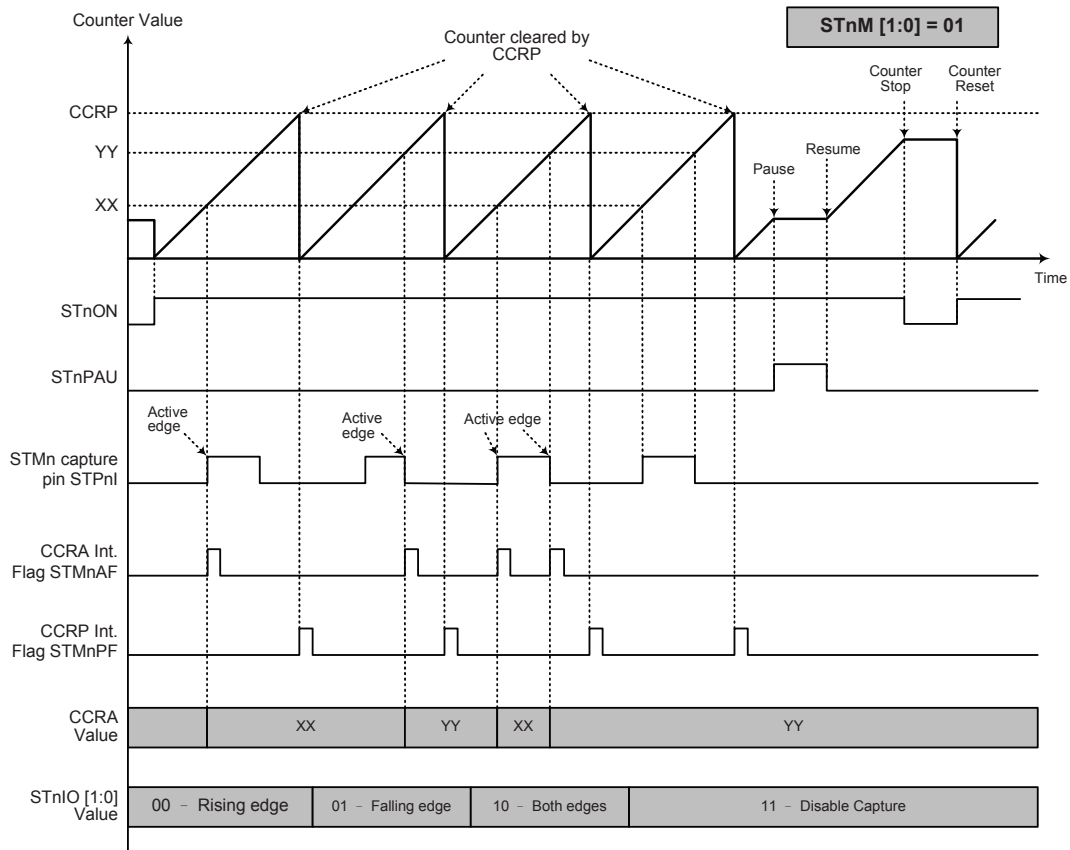 Counter Value
STnM [1:0] = 01
Counter cleared by
CCRP
Counter
Stop
Counter
Reset
CCRP
YY
XX
Pause
Resume
Time
STnON
STnPAU
Active
edge
Active
edge
Active edge
STMn capture
pin STPnI
CCRA Int.
Flag STMnAF
CCRP Int.
Flag STMnPF
CCRA
Value
XX
YY
XX
YY
STnIO [1:0]
Value
00 – Rising edge
01 – Falling edge
10 – Both edges
11 – Disable Capture